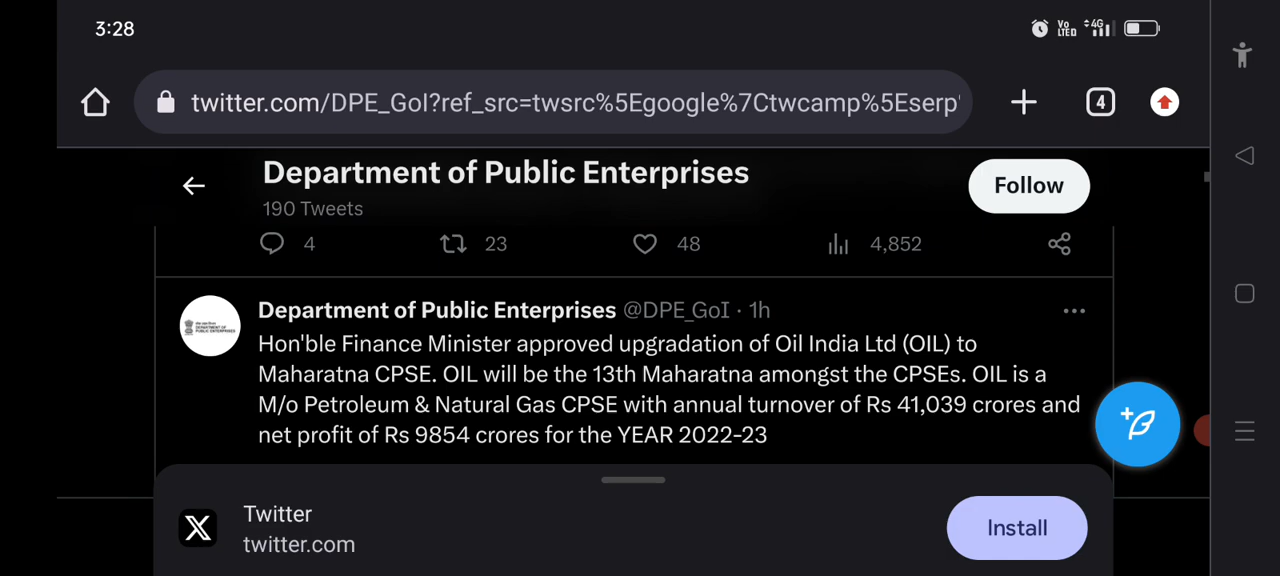 3:28
Vo LTED 4G
twitter.com/DPE_GoI?ref_src=twsrc%5Egoogle%7Ctwcamp%5Eserp
4
Department of Public Enterprises
190 Tweets
Follow
4 23 48 4,852
Department of Public Enterprises @DPE_GoI · 1h
Hon'ble Finance Minister approved upgradation of Oil India Ltd (OIL) to
Maharatna CPSE. OIL will be the 13th Maharatna amongst the CPSEs. OIL is a
M/o Petroleum & Natural Gas CPSE with annual turnover of Rs 41,039 crores and
net profit of Rs 9854 crores for the YEAR 2022-23
Twitter
twitter.com
Install